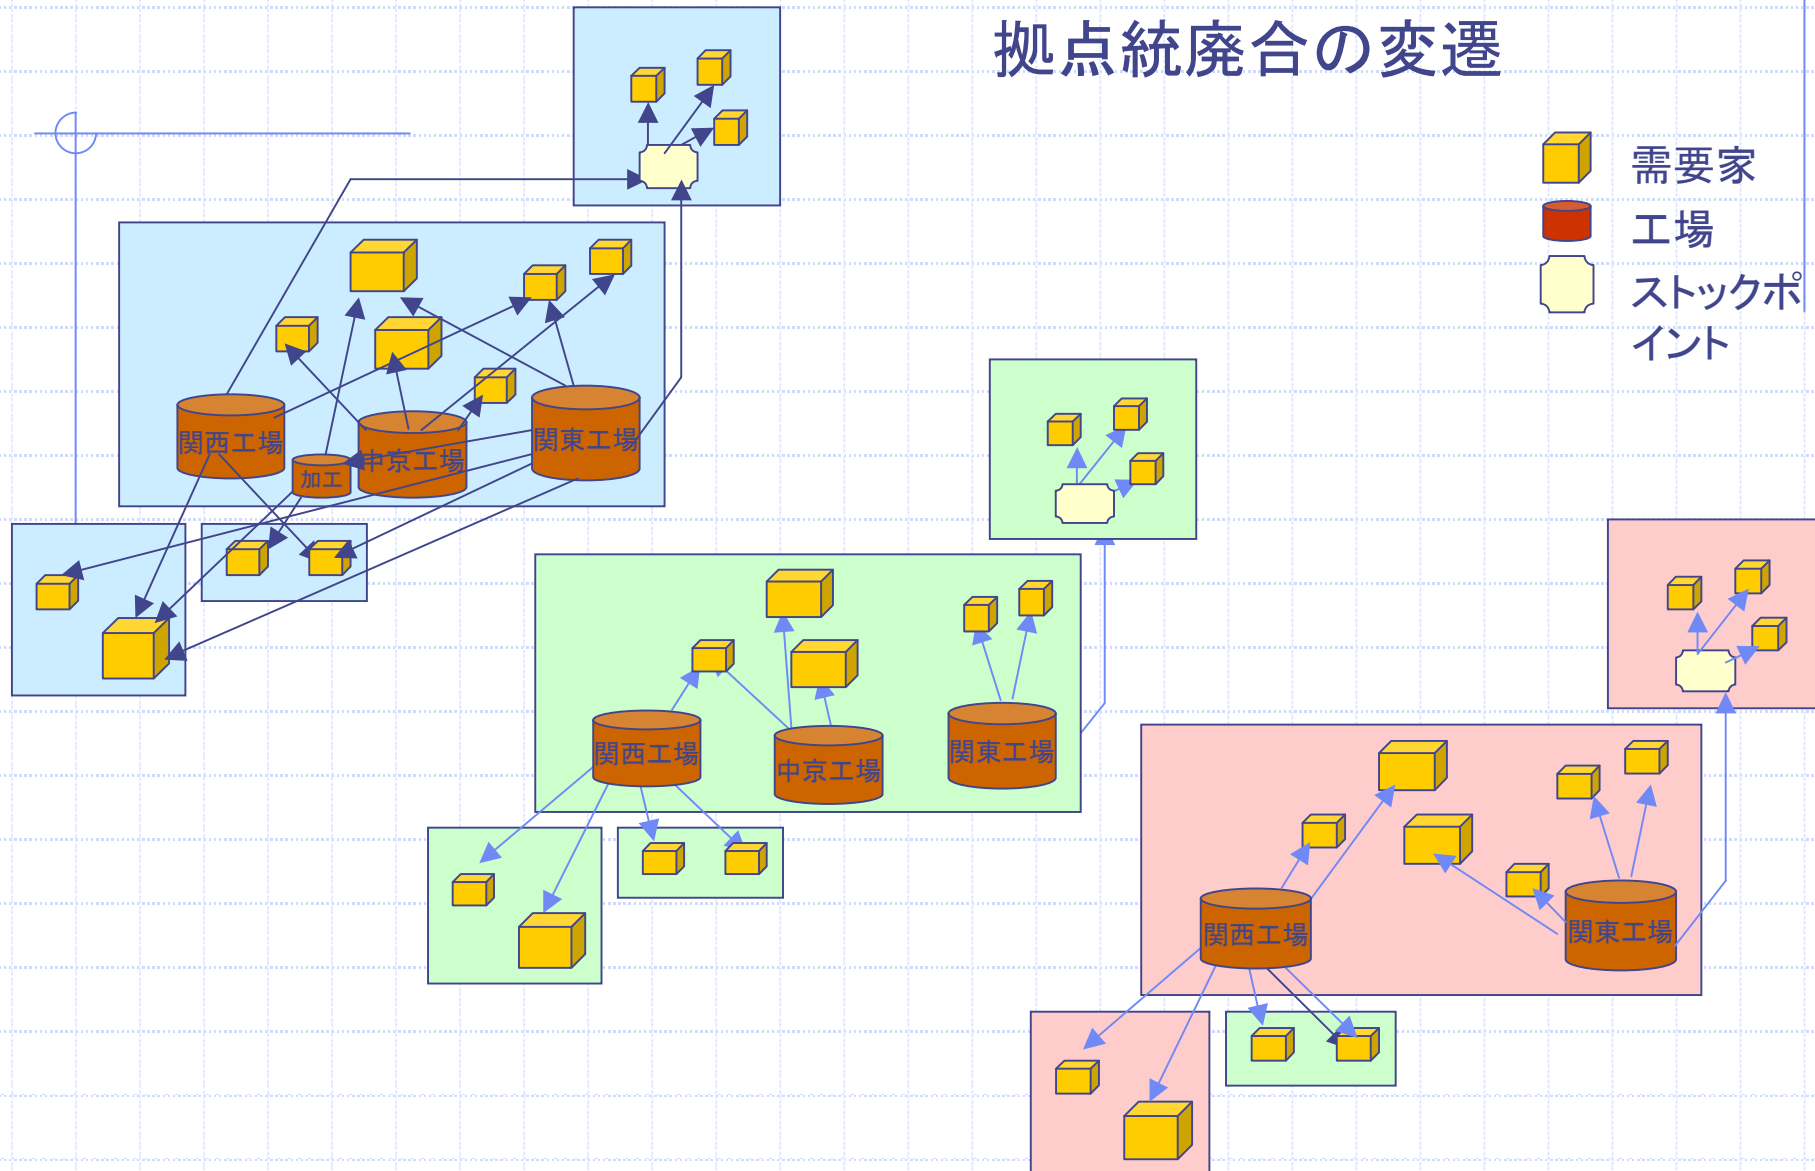 拠点統廃合の変遷
需要家
工場
ストックポ
イント
関西工場
加工
中京工場
関東工場
関西工場
中京工場
関東工場
関西工場
関東工場